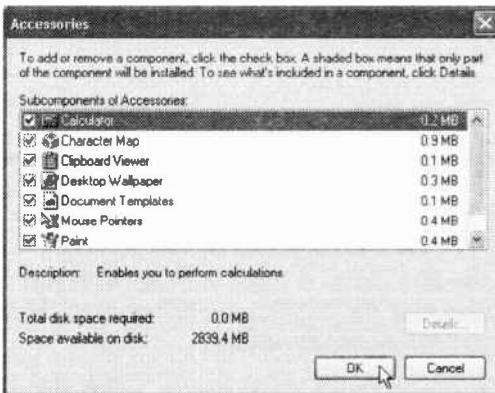 Accessories
To add or remove a component, click the check box. A shaded box means that only part
of the component will be installed. To see what's included in a component, click Details.
Subcomponents of Accessories:
Calculator 0.2 MB
Character Map 0.9 MB
Clipboard Viewer 0.1 MB
Desktop Wallpaper 0.3 MB
Document Templates 0.1 MB
Mouse Pointers 0.4 MB
Paint 0.4 MB
Description: Enables you to perform calculations
Total disk space required: 0.0 MB
Space available on disk: 2839.4 MB
Details...
OK
Cancel